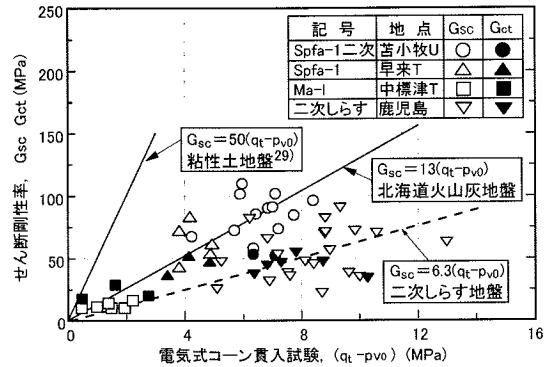 せん断剛性率, Gsc Gct (MPa)
250
200
150
100
50
0
記号 地点 Gsc Gct
Spfa-1二次 苫小牧U ○ ●
Spfa-1 早来T △ ▲
Ma-l 中標津T □ ■
二次しらす 鹿児島 ▽ ▼
Gsc=50(qt-pv0)
粘性土地盤29)
Gsc=13(qt-pv0)
北海道火山灰地盤
Gsc=6.3(qt-pv0)
二次しらす地盤
0 4 8 12 16
電気式コーン貫入試験, (qt-pv0) (MPa)